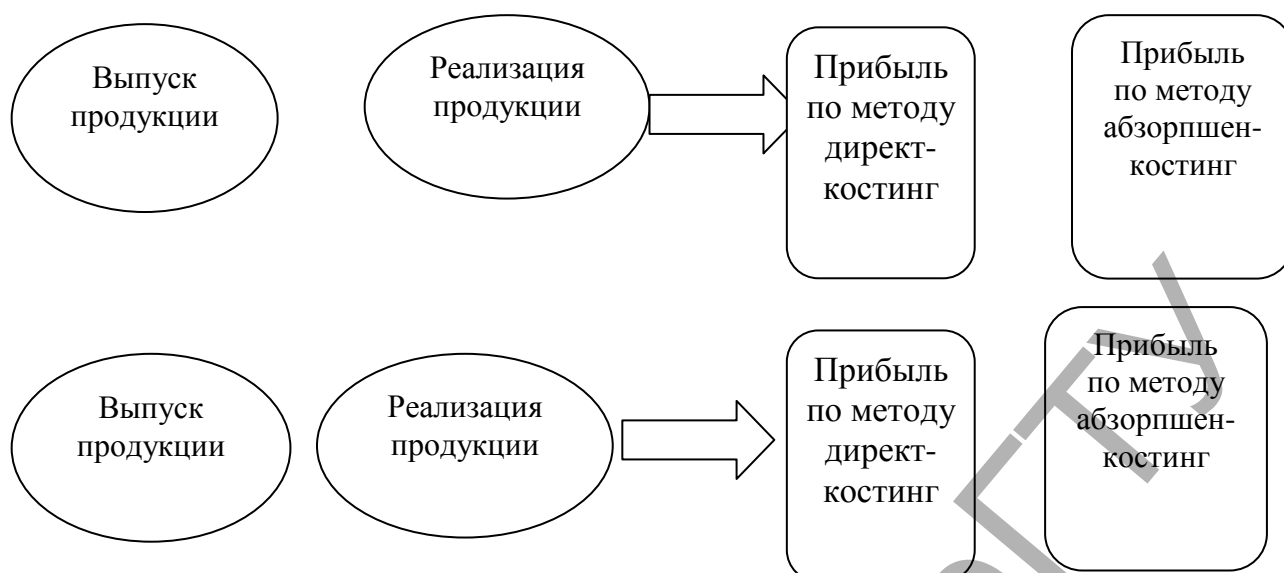 Выпуск
продукции
Реализация
продукции
Прибыль
по методу
директ-
костинг
Прибыль
по методу
абзорпшен-
костинг
Выпуск
продукции
Реализация
продукции
Прибыль
по методу
директ-
костинг
Прибыль
по методу
абзорпшен-
костинг